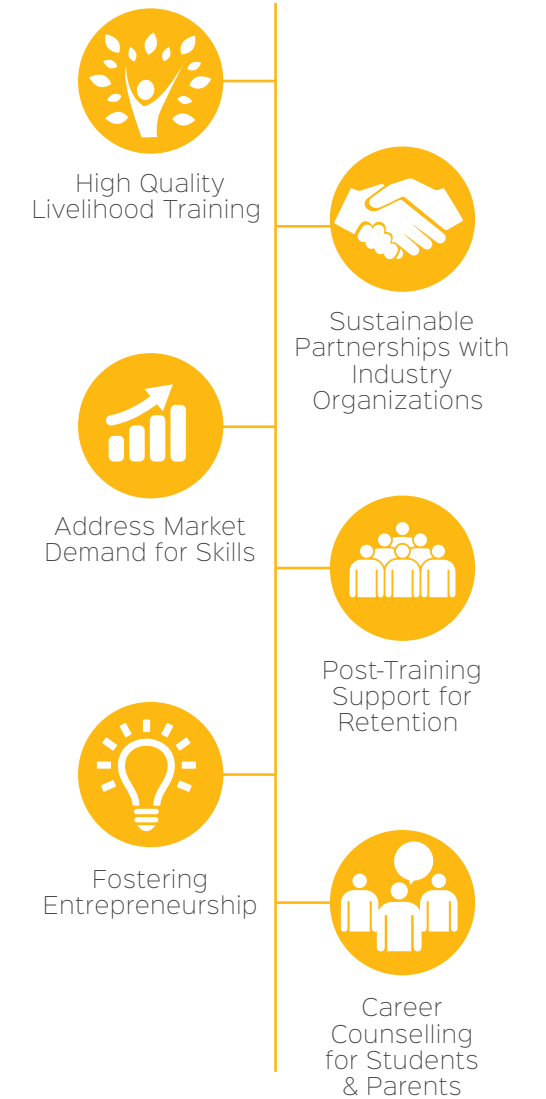 High Quality
Livelihood Training
Sustainable
Partnerships with
Industry
Organizations
Address Market
Demand for Skills
Post-Training
Support for
Retention
Fostering
Entrepreneurship
Career
Counselling
for Students
& Parents